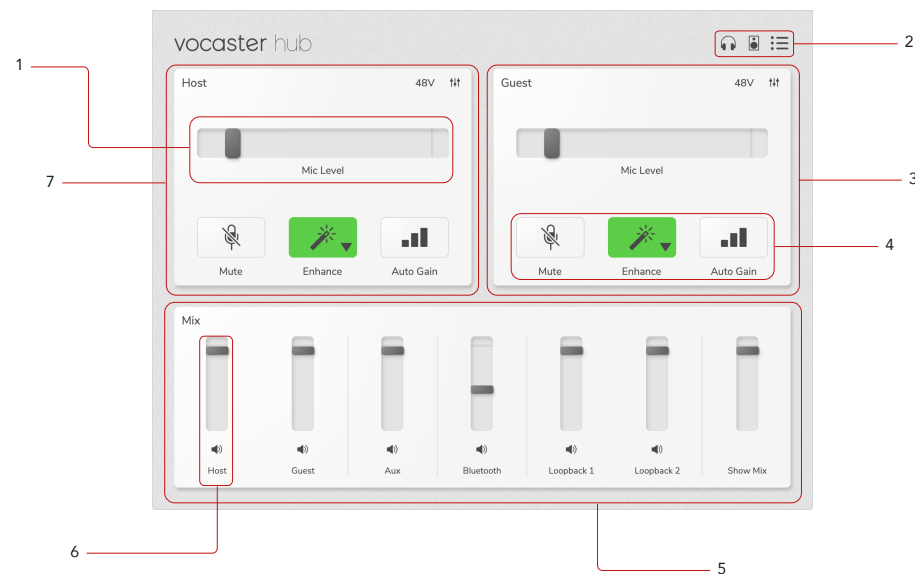 vocaster hub
2
1
Host 48V
Guest 48V
Mic Level
Mic Level
7
3
4
Mute Enhance Auto Gain
Mute Enhance Auto Gain
Mix
Host Guest Aux Bluetooth Loopback 1 Loopback 2 Show Mix
6
5